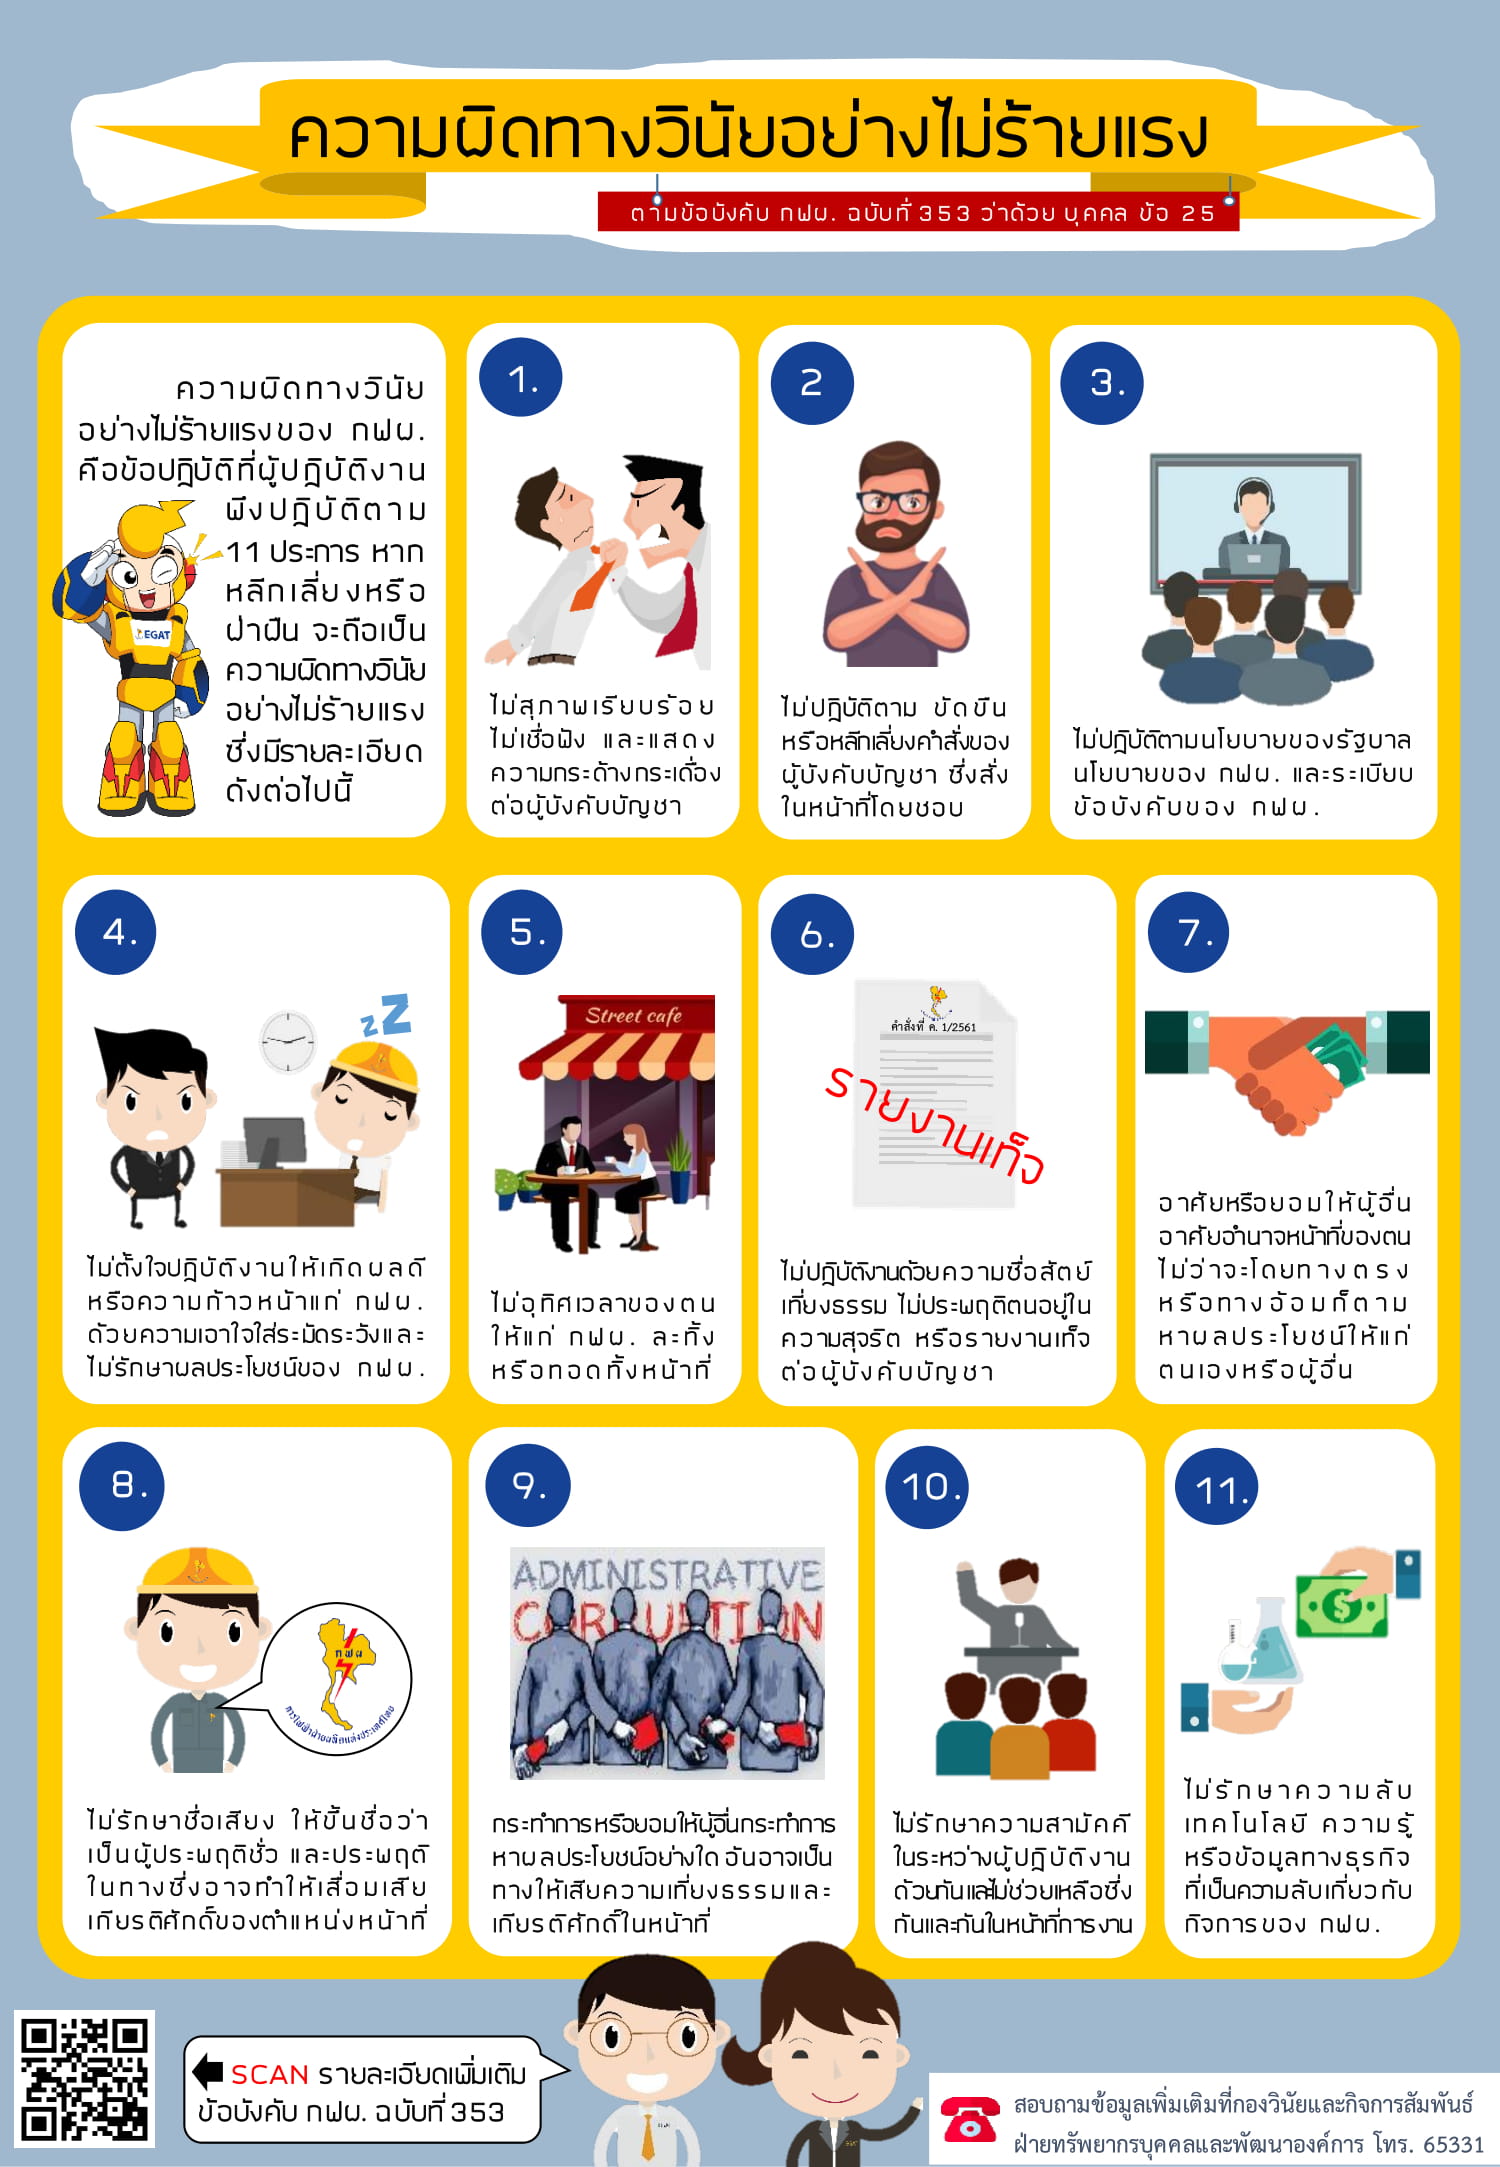 ความผิดทางวินัยอย่างไม่ร้ายแรง
ตามข้อบังคับ กฟผ. ฉบับที่ 353 ว่าด้วย บุคคล ข้อ 25
ความผิดทางวินัย
อย่างไม่ร้ายแรงของ กฟผ.
คือข้อปฏิบัติที่ผู้ปฏิบัติงาน
พึงปฏิบัติตาม
11 ประการ หาก
หลีกเลี่ยงหรือ
ฝ่าฝืน จะถือเป็น
ความผิดทางวินัย
อย่างไม่ร้ายแรง
ซึ่งมีรายละเอียด
ดังต่อไปนี้
EGAT
1.
ไม่สุภาพเรียบร้อย
ไม่เชื่อฟัง และแสดง
ความกระด้างกระเดื่อง
ต่อผู้บังคับบัญชา
2
ไม่ปฏิบัติตาม ขัดขืน
หรือหลีกเลี่ยงคำสั่งของ
ผู้บังคับบัญชา ซึ่งสั่ง
ในหน้าที่โดยชอบ
3.
ไม่ปฏิบัติตามนโยบายของรัฐบาล
นโยบายของ กฟผ. และระเบียบ
ข้อบังคับของ กฟผ.
4.
zZ
ไม่ตั้งใจปฏิบัติงานให้เกิดผลดี
หรือความก้าวหน้าแก่ กฟผ.
ด้วยความเอาใจใส่ระมัดระวังและ
ไม่รักษาผลประโยชน์ของ กฟผ.
5.
Street cafe
ไม่อุทิศเวลาของตน
ให้แก่ กฟผ. ละทิ้ง
หรือทอดทิ้งหน้าที่
6.
คำสั่งที่ ค. 1/2561
รายงานเท็จ
ไม่ปฏิบัติงานด้วยความซื่อสัตย์
เที่ยงธรรม ไม่ประพฤติตนอยู่ใน
ความสุจริต หรือรายงานเท็จ
ต่อผู้บังคับบัญชา
7.
อาศัยหรือยอมให้ผู้อื่น
อาศัยอำนาจหน้าที่ของตน
ไม่ว่าจะโดยทางตรง
หรือทางอ้อมก็ตาม
หาผลประโยชน์ให้แก่
ตนเองหรือผู้อื่น
8.
กฟผ
การไฟฟ้าฝ่ายผลิตแห่งประเทศไทย
ไม่รักษาชื่อเสียง ให้ขึ้นชื่อว่า
เป็นผู้ประพฤติชั่ว และประพฤติ
ในทางซึ่งอาจทำให้เสื่อมเสีย
เกียรติศักดิ์ของตำแหน่งหน้าที่
9.
ADMINISTRATIVE
CORRUPTION
กระทำการหรือยอมให้ผู้อื่นกระทำการ
หาผลประโยชน์อย่างใด อันอาจเป็น
ทางให้เสียความเที่ยงธรรมและ
เกียรติศักดิ์ในหน้าที่
10.
ไม่รักษาความสามัคคี
ในระหว่างผู้ปฏิบัติงาน
ด้วยกันและไม่ช่วยเหลือซึ่ง
กันและกันในหน้าที่การงาน
11.
ไม่รักษาความลับ
เทคโนโลยี ความรู้
หรือข้อมูลทางธุรกิจ
ที่เป็นความลับเกี่ยวกับ
กิจการของ กฟผ.
SCAN รายละเอียดเพิ่มเติม
ข้อบังคับ กฟผ. ฉบับที่ 353
สอบถามข้อมูลเพิ่มเติมที่กองวินัยและกิจการสัมพันธ์
ฝ่ายทรัพยากรบุคคลและพัฒนาองค์การ โทร. 65331